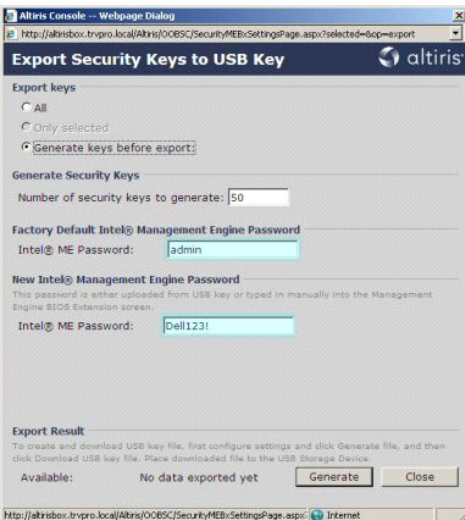 Altiris Console -- Webpage Dialog
http://altirisbox.trvpro.local/Altiris/OOBSC/SecurityMEBxSettingsPage.aspx?selected=&op=export
Export Security Keys to USB Key
altiris
Export keys
All
Only selected
Generate keys before export:
Generate Security Keys
Number of security keys to generate: 50
Factory Default Intel® Management Engine Password
Intel® ME Password: admin
New Intel® Management Engine Password
This password is either uploaded from USB key or typed in manually into the Management
Engine BIOS Extension screen.
Intel® ME Password: Dell123!
Export Result
To create and download USB key file, first configure settings and click Generate file, and then
click Download USB key file. Place downloaded file to the USB Storage Device.
Available: No data exported yet Generate Close
http://altirisbox.trvpro.local/Altiris/OOBSC/SecurityMEBxSettingsPage.aspx Internet